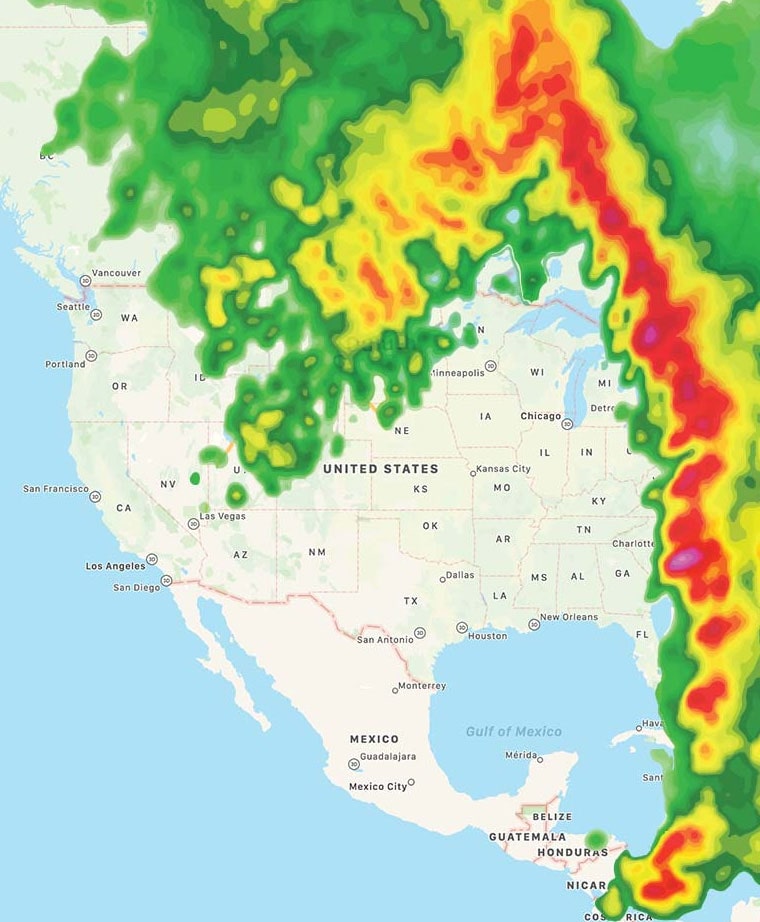 BC
Vancouver
Seattle
WA
Portland
OR
ID
N
Minneapolis
WI
MI
Detro
Chicago
IA
NE
IL
IN
UNITED STATES
Kansas City
San Francisco
NV
U
KS
MO
KY
CA
Las Vegas
OK
TN
AR
Charlotte
Los Angeles
AZ
NM
San Diego
Dallas
MS
AL
GA
TX
LA
New Orleans
San Antonio
Houston
FL
Monterrey
Gulf of Mexico
Hava
MEXICO
Guadalajara
Mérida
Sant
Mexico City
BELIZE
GUATEMALA
HONDURAS
NICAR
COSTA RICA